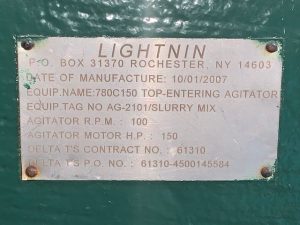 LIGHTNIN
P.O. BOX 31370 ROCHESTER, NY 14603
DATE OF MANUFACTURE: 10/01/2007
EQUIP.NAME:780C150 TOP-ENTERING AGITATOR
EQUIP.TAG NO AG-2101/SLURRY MIX
AGITATOR R.P.M. : 100
AGITATOR MOTOR H.P. : 150
DELTA T'S CONTRACT NO. : 61310
DELTA T'S P.O. NO. : 61310-4500145584